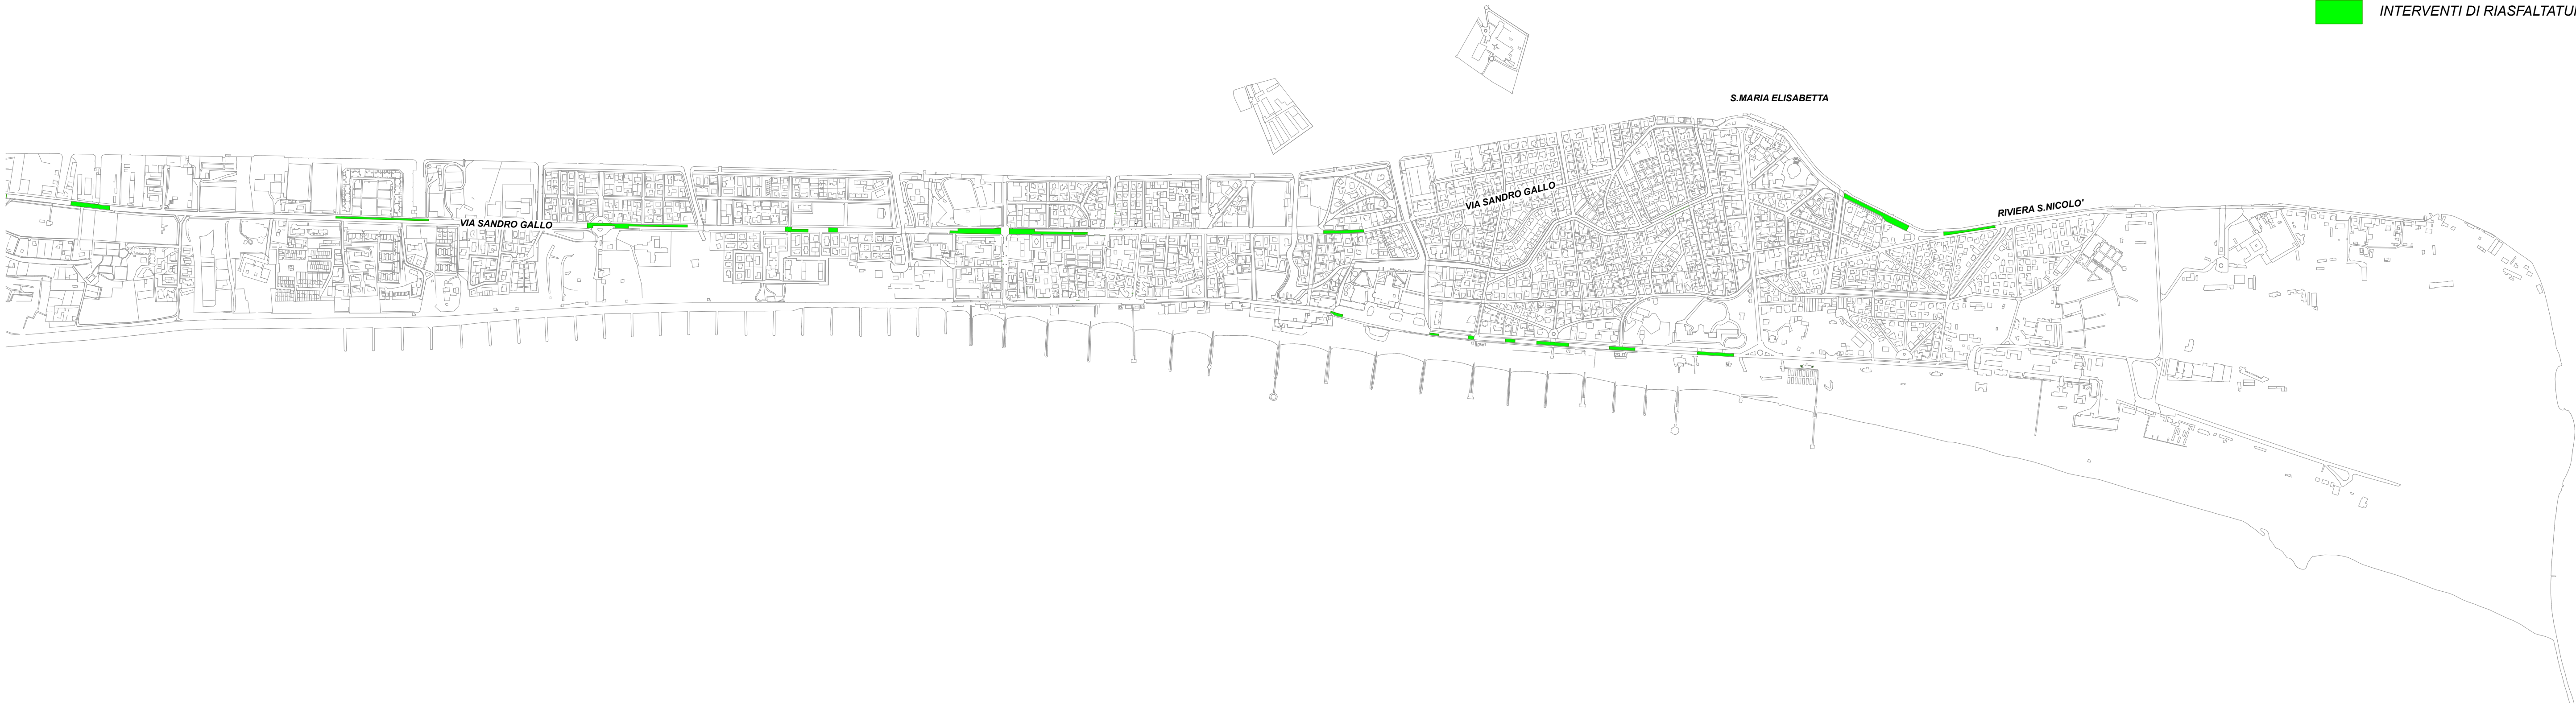 INTERVENTI DI RIASFALTATU
S.MARIA ELISABETTA
VIA SANDRO GALLO
RIVIERA S.NICOLO'
VIA SANDRO GALLO